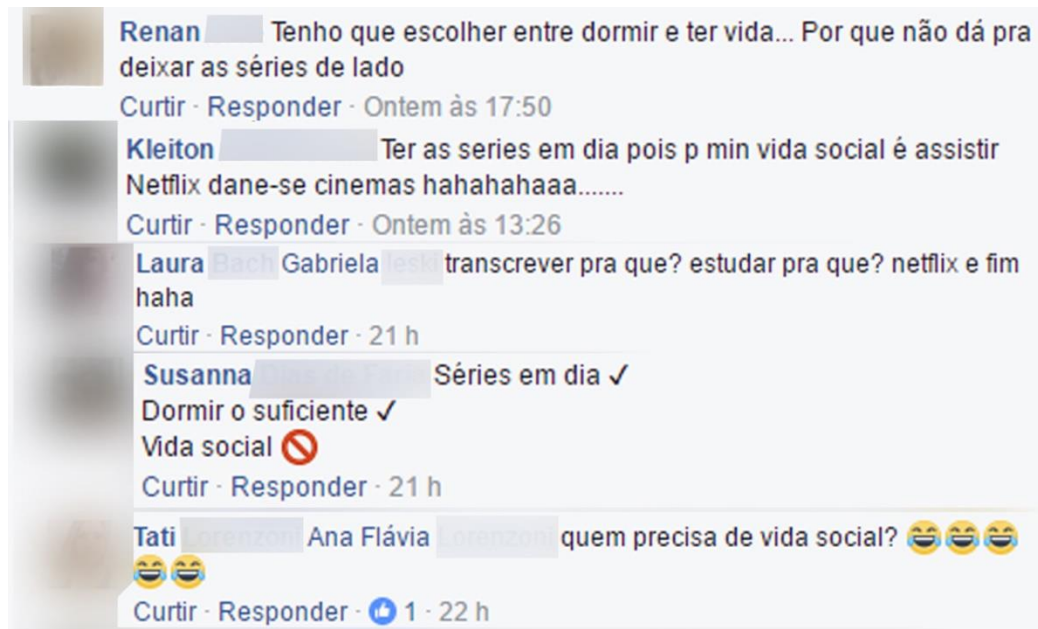 Renan Tenho que escolher entre dormir e ter vida... Por que não dá pra
deixar as séries de lado
Curtir · Responder · Ontem às 17:50
Kleiton Ter as series em dia pois p min vida social é assistir
Netflix dane-se cinemas hahahahaaa.......
Curtir · Responder · Ontem às 13:26
Laura Gabriela transcrever pra que? estudar pra que? netflix e fim
haha
Curtir · Responder · 21 h
Susanna Séries em dia ✓
Dormir o suficiente ✓
Vida social 🚫
Curtir · Responder · 21 h
Tati Ana Flávia quem precisa de vida social? 😂😂😂
😂😂
Curtir · Responder · 1 · 22 h